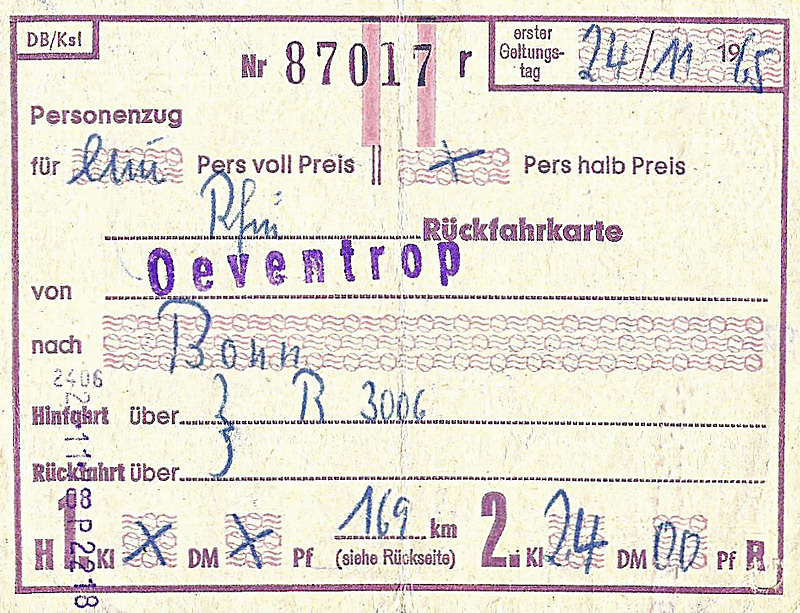 DB/Ksl
Nr 87017 r
erster Geltungstag 24/11 1965
Personenzug
für Pers voll Preis || + Pers halb Preis
Rückfahrkarte
von Oeventrop
nach Bonn
2406
Hinfahrt über R 3006
Rückfahrt über
H 1. Kl X DM X Pf 169 km 2. Kl 24 DM 00 Pf R
(siehe Rückseite)